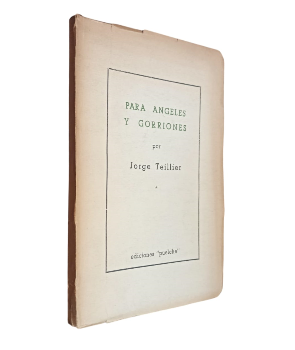 PARA ANGELES
Y GORRIONES
por
Jorge Teillier
ediciones "puelche"